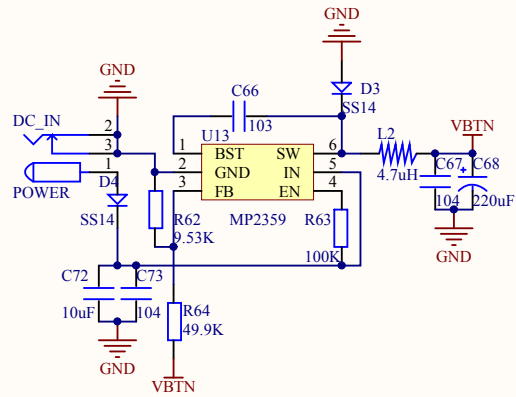 GND
GND
D3
SS14
C66
103
DC_IN
2
3
1
POWER
D4
SS14
U13
1
2
3
BST
GND
FB
SW
IN
EN
6
5
4
MP2359
L2
4.7uH
VBTN
C67
104
C68
220uF
GND
R62
9.53K
R63
100K
C72
10uF
C73
104
R64
49.9K
GND
VBTN